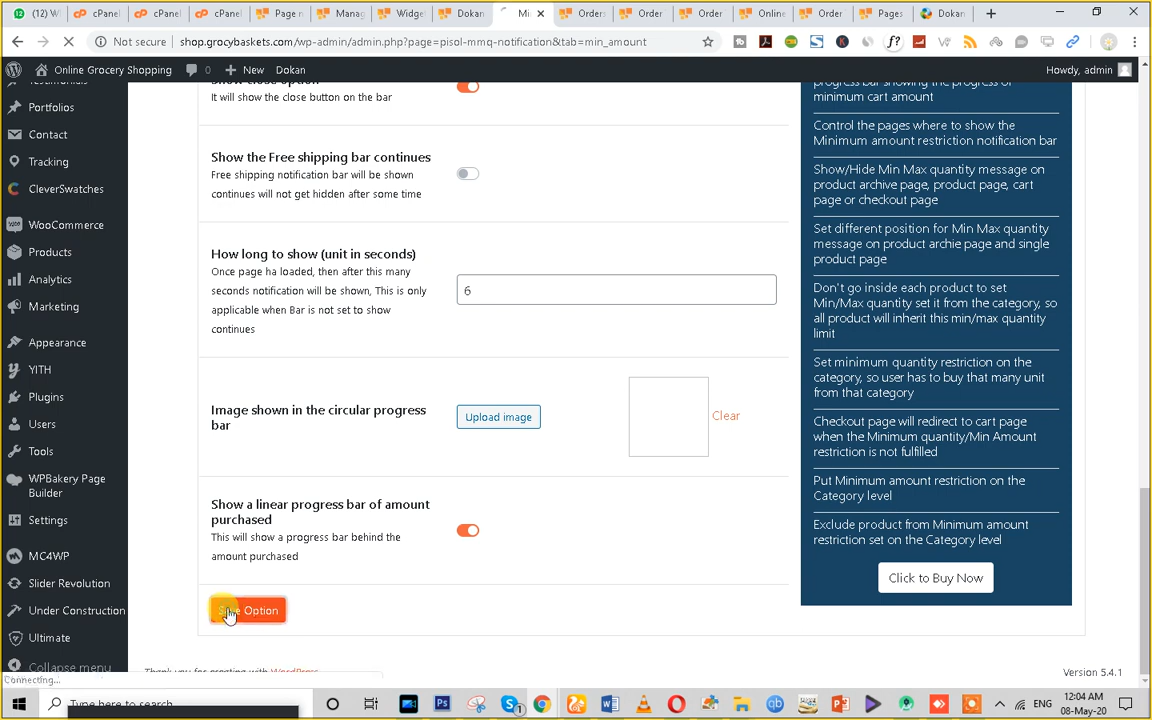 (12) W
cPanel
cPanel
cPanel
Page n
Manag
Widge
Dokan
Mi
Orders
Order
Order
Online
Order
Pages
Dokan
Not secure
shop.grocybaskets.com/wp-admin/admin.php?page=pisol-mmq-notification&tab=min_amount
Online Grocery Shopping
0
New
Dokan
Howdy, admin
Testimonials
Portfolios
Contact
Tracking
CleverSwatches
WooCommerce
Products
Analytics
Marketing
Appearance
YITH
Plugins
Users
Tools
WPBakery Page
Builder
Settings
MC4WP
Slider Revolution
Under Construction
Ultimate
Collapse menu
Connecting...
Show close option
It will show the close button on the bar
Show the Free shipping bar continues
Free shipping notification bar will be shown
continues will not get hidden after some time
How long to show (unit in seconds)
Once page ha loaded, then after this many
seconds notification will be shown, This is only
applicable when Bar is not set to show
continues
6
Image shown in the circular progress
bar
Upload image
Clear
Show a linear progress bar of amount
purchased
This will show a progress bar behind the
amount purchased
Save Option
Thank you for creating with WordPress
Version 5.4.1
progress bar showing the progress of
minimum cart amount
Control the pages where to show the
Minimum amount restriction notification bar
Show/Hide Min Max quantity message on
product archive page, product page, cart
page or checkout page
Set different position for Min Max quantity
message on product archie page and single
product page
Don't go inside each product to set
Min/Max quantity set it from the category, so
all product will inherit this min/max quantity
limit
Set minimum quantity restriction on the
category, so user has to buy that many unit
from that category
Checkout page will redirect to cart page
when the Minimum quantity/Min Amount
restriction is not fulfilled
Put Minimum amount restriction on the
Category level
Exclude product from Minimum amount
restriction set on the Category level
Click to Buy Now
Type here to search
ENG
12:04 AM
08-May-20